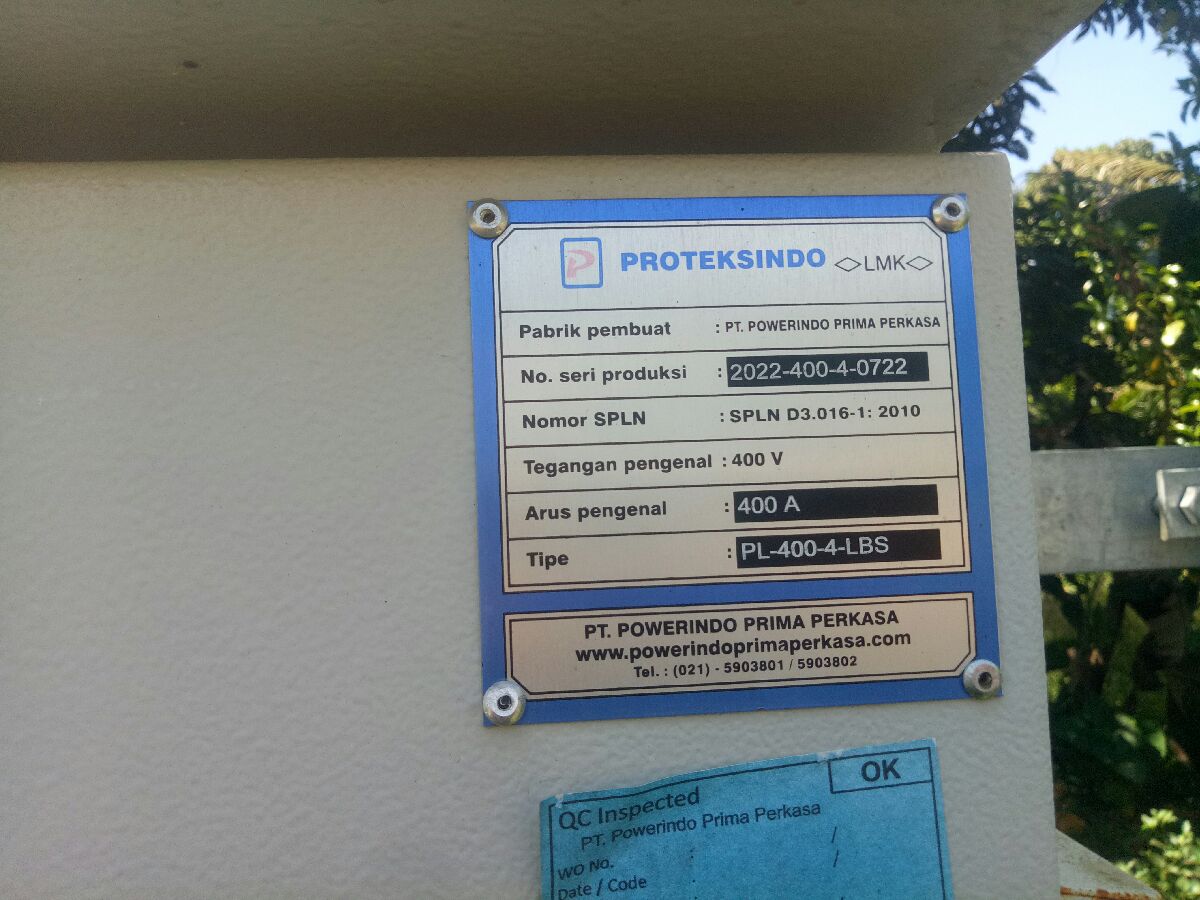 P PROTEKSINDO <>LMK<>
Pabrik pembuat : PT. POWERINDO PRIMA PERKASA
No. seri produksi : 2022-400-4-0722
Nomor SPLN : SPLN D3.016-1: 2010
Tegangan pengenal : 400 V
Arus pengenal : 400 A
Tipe : PL-400-4-LBS
PT. POWERINDO PRIMA PERKASA
www.powerindoprimaperkasa.com
Tel. : (021) - 5903801 / 5903802
OK
QC Inspected
PT. Powerindo Prima Perkasa
WO No. /
Date / Code /